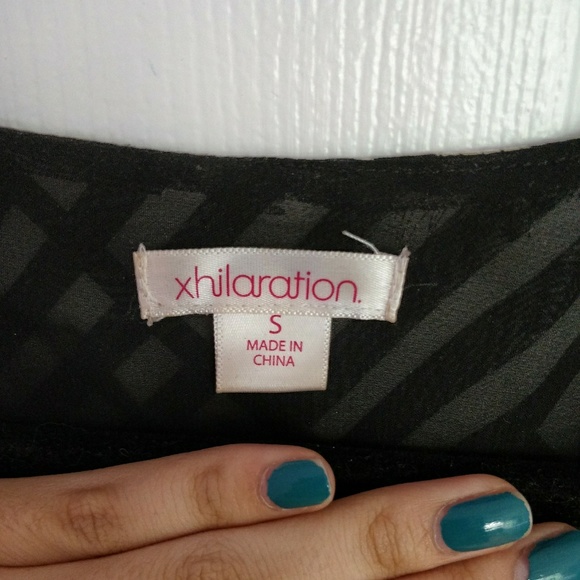 xhilaration.
S
MADE IN
CHINA